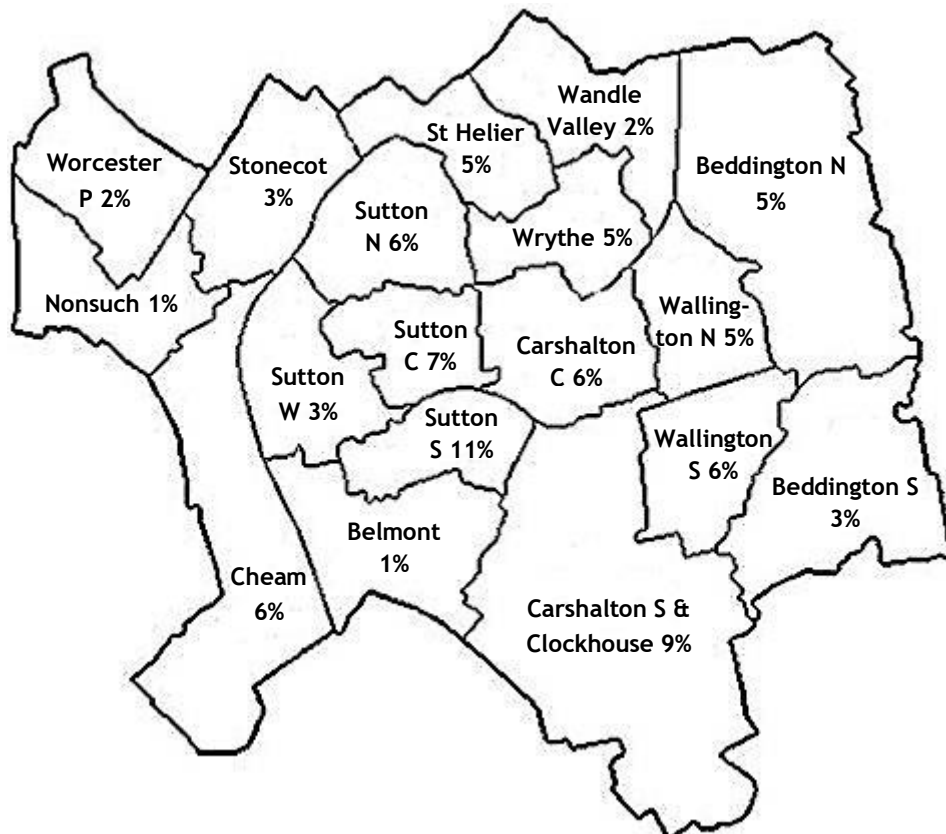 Wandle
Valley 2%
St Helier
5%
Worcester
P 2%
Stonecot
3%
Beddington N
5%
Sutton
N 6%
Wrythe 5%
Nonsuch 1%
Walling-
ton N 5%
Sutton
C 7%
Carshalton
C 6%
Sutton
W 3%
Sutton
S 11%
Wallington
S 6%
Beddington S
3%
Belmont
1%
Cheam
6%
Carshalton S &
Clockhouse 9%